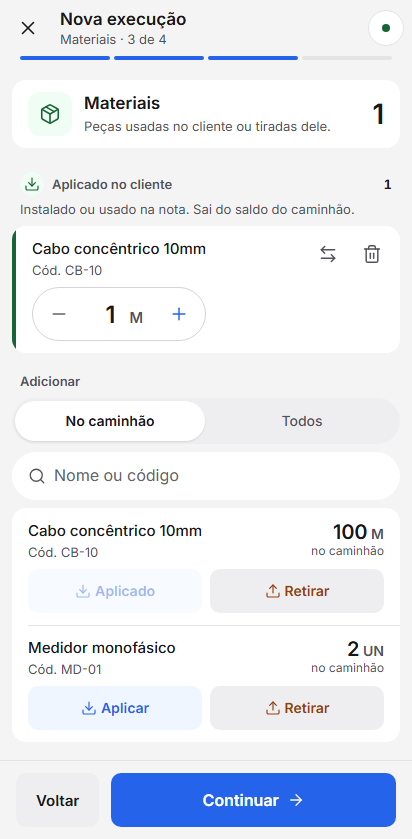 Nova execução
Materiais · 3 de 4
Materiais
Peças usadas no cliente ou tiradas dele.
1
Aplicado no cliente
1
Instalado ou usado na nota. Sai do saldo do caminhão.
Cabo concêntrico 10mm
Cód. CB-10
1 M
Adicionar
No caminhão
Todos
Nome ou código
Cabo concêntrico 10mm
100 M
Cód. CB-10
no caminhão
Aplicado
Retirar
Medidor monofásico
2 UN
Cód. MD-01
no caminhão
Aplicar
Retirar
Voltar
Continuar